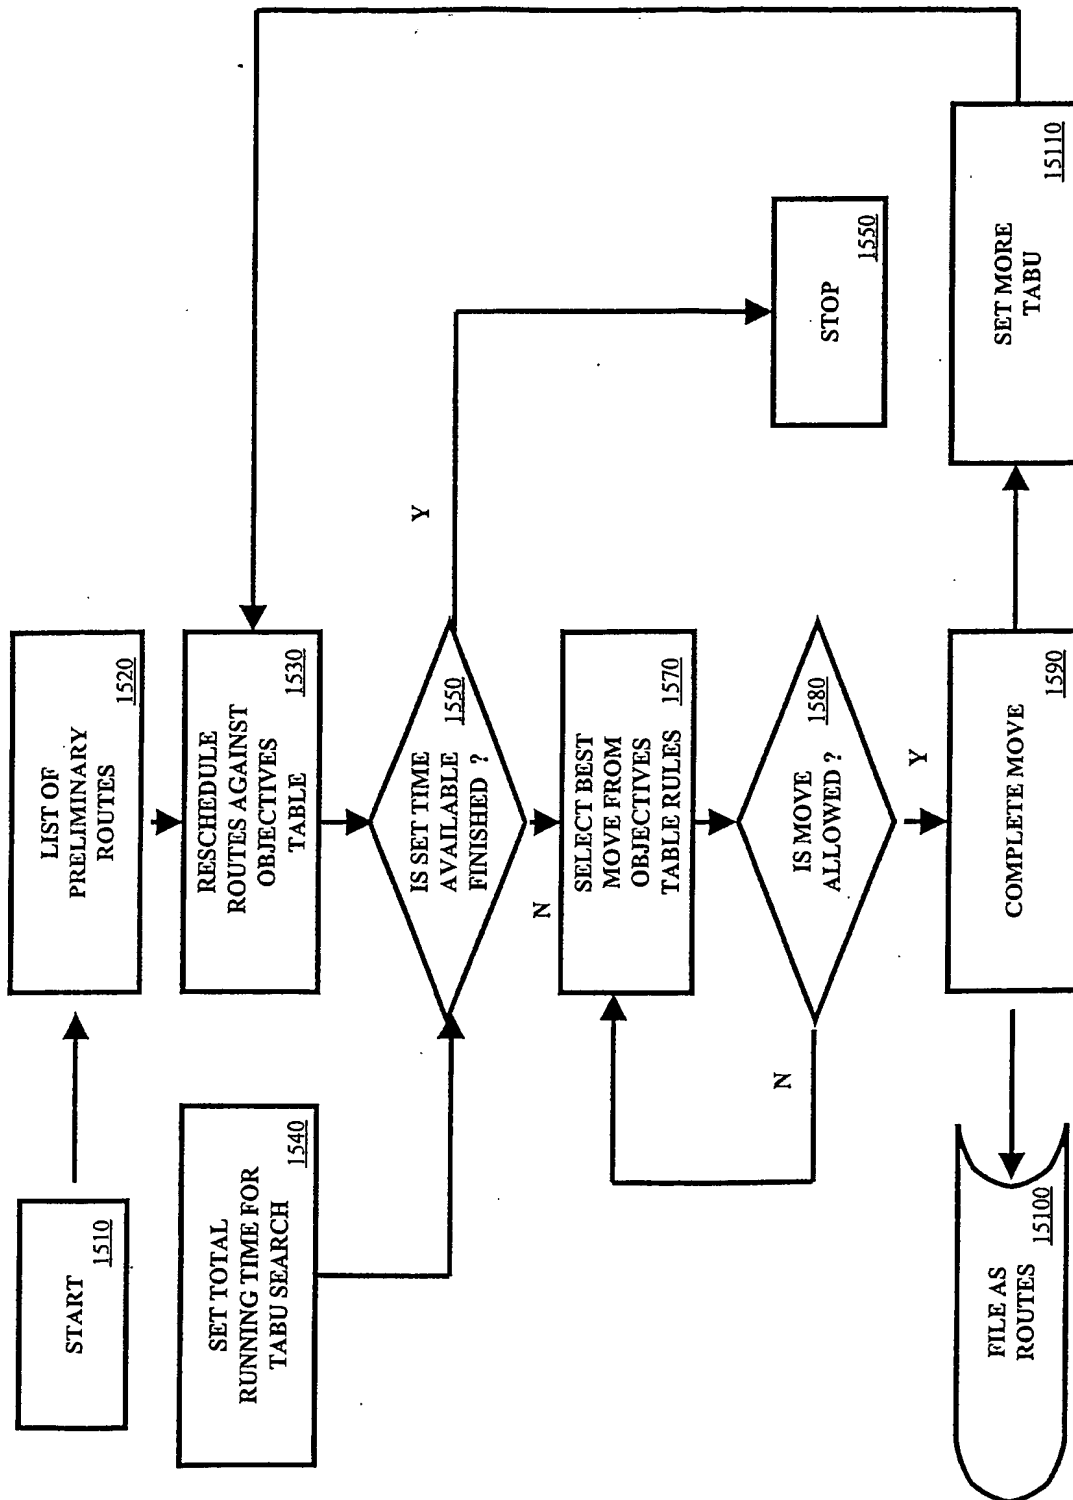 START
1510
LIST OF
PRELIMINARY
ROUTES
1520
SET TOTAL
RUNNING TIME FOR
TABU SEARCH
1540
RESCHEDULE
ROUTES AGAINST
OBJECTIVES
TABLE
1530
IS SET TIME
AVAILABLE
FINISHED ?
1550
Y
N
STOP
1550
SELECT BEST
MOVE FROM
OBJECTIVES
TABLE RULES
1570
IS MOVE
ALLOWED ?
1580
N
Y
FILE AS
ROUTES
15100
COMPLETE MOVE
1590
SET MORE
TABU
15110